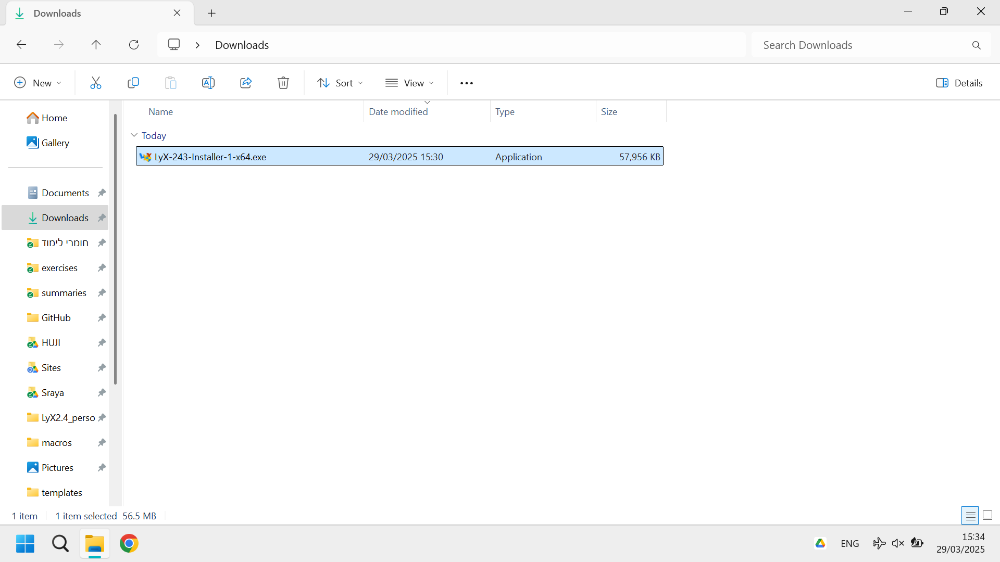 Downloads
Downloads
Search Downloads
New
Sort
View
Details
Name
Date modified
Type
Size
Today
LyX-243-Installer-1-x64.exe
29/03/2025 15:30
Application
57,956 KB
Home
Gallery
Documents
Downloads
חומרי לימוד
exercises
summaries
GitHub
HUJI
Sites
Sraya
LyX2.4_perso
macros
Pictures
templates
1 item
1 item selected 56.5 MB
ENG
15:34
29/03/2025